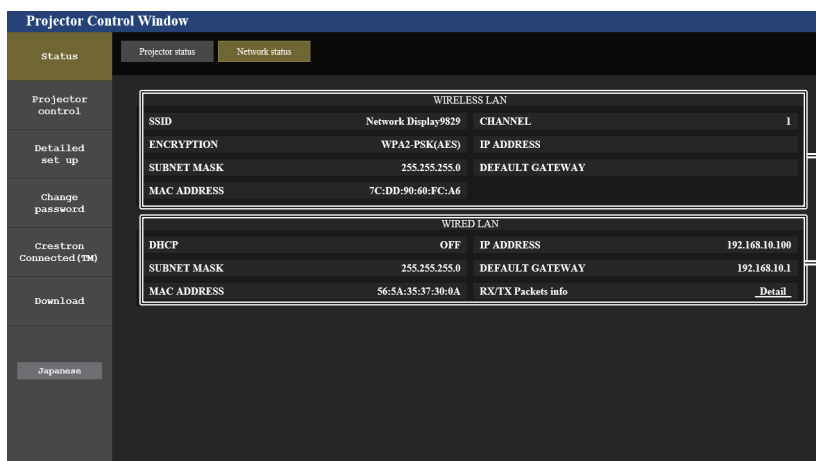 Projector Control Window
Status
Projector status
Network status
Projector
control
Detailed
set up
Change
password
Crestron
Connected(TM)
Download
Japanese
WIRELESS LAN
SSID Network Display9829 CHANNEL 1
ENCRYPTION WPA2-PSK(AES) IP ADDRESS
SUBNET MASK 255.255.255.0 DEFAULT GATEWAY
MAC ADDRESS 7C:DD:90:60:FC:A6
WIRED LAN
DHCP OFF IP ADDRESS 192.168.10.100
SUBNET MASK 255.255.255.0 DEFAULT GATEWAY 192.168.10.1
MAC ADDRESS 56:5A:35:37:30:0A RX/TX Packets info Detail